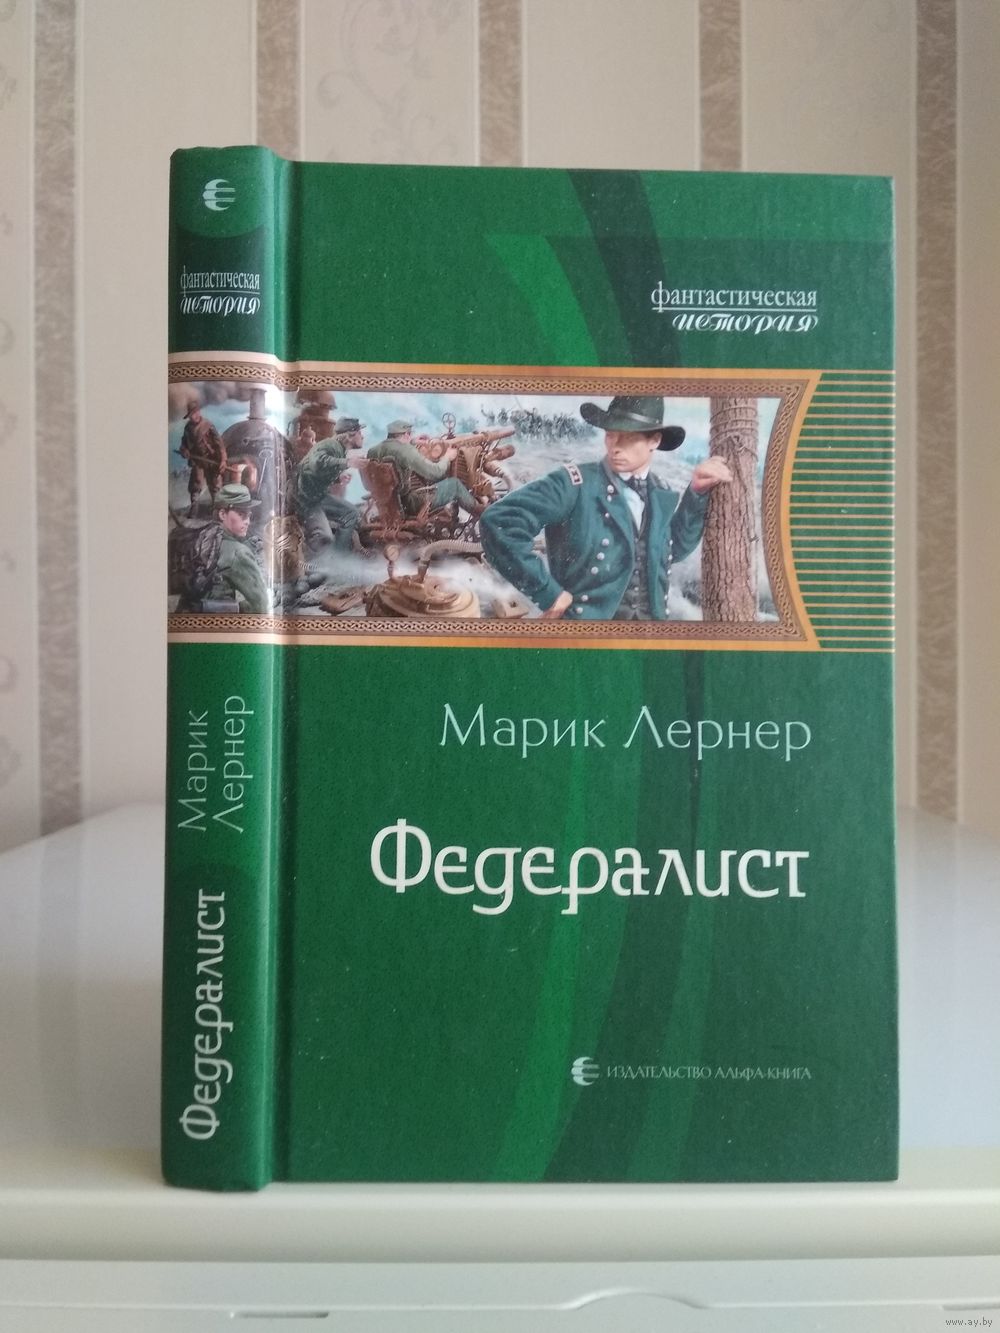 фантастическая
история
Марик
Лернер
Федералист
фантастическая
история
Марик Лернер
Федералист
ИЗДАТЕЛЬСТВО АЛЬФА-КНИГА
www.ay.by